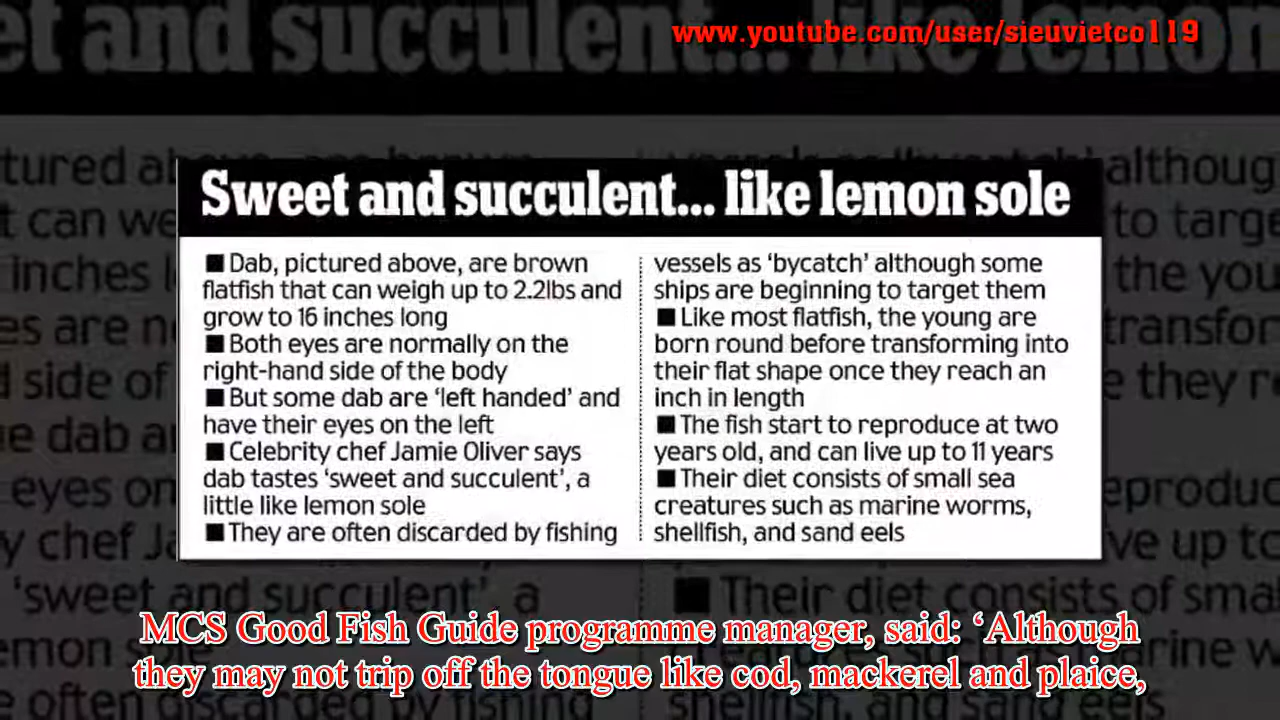 www.youtube.com/user/sieuvietco119
et and succulent... like lemon
Sweet and succulent... like lemon sole
■ Dab, pictured above, are brown
flatfish that can weigh up to 2.2lbs and
grow to 16 inches long
■ Both eyes are normally on the
right-hand side of the body
■ But some dab are ‘left handed’ and
have their eyes on the left
■ Celebrity chef Jamie Oliver says
dab tastes ‘sweet and succulent’, a
little like lemon sole
■ They are often discarded by fishing
vessels as ‘bycatch’ although some
ships are beginning to target them
■ Like most flatfish, the young are
born round before transforming into
their flat shape once they reach an
inch in length
■ The fish start to reproduce at two
years old, and can live up to 11 years
■ Their diet consists of small sea
creatures such as marine worms,
shellfish, and sand eels
MCS Good Fish Guide programme manager, said: ‘Although
they may not trip off the tongue like cod, mackerel and plaice,